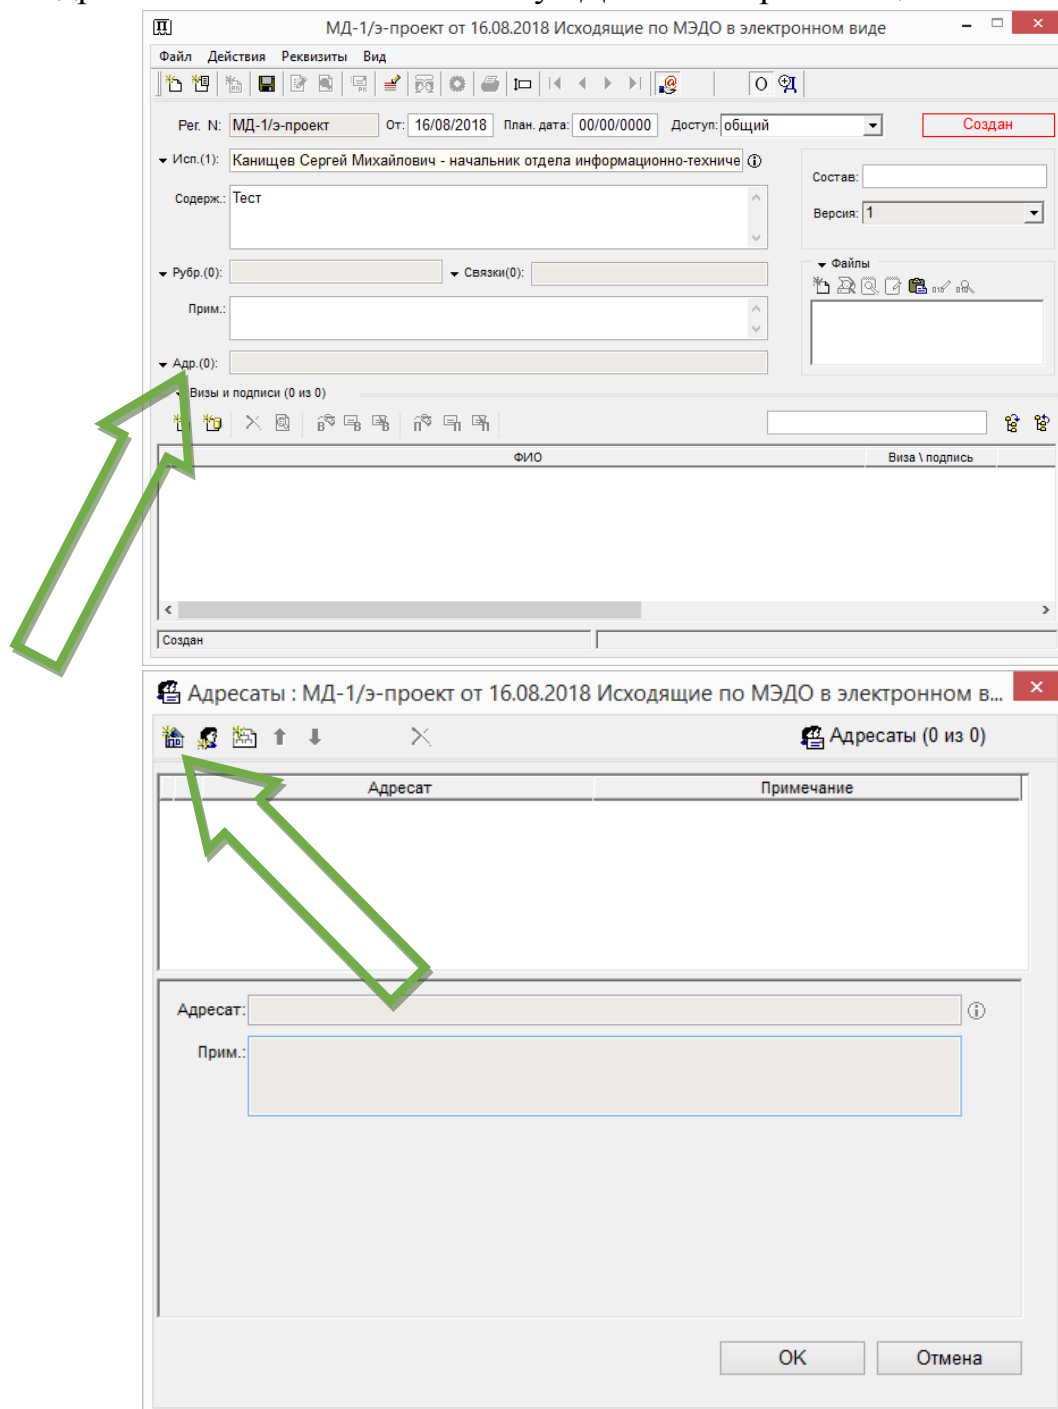 МД-1/э-проект от 16.08.2018 Исходящие по МЭДО в электронном виде
Файл Действия Реквизиты Вид
О
Рег. N: МД-1/э-проект От: 16/08/2018 План. дата: 00/00/0000 Доступ: общий Создан
Исп.(1): Канищев Сергей Михайлович - начальник отдела информационно-техниче
Состав:
Содерж.: Тест
Версия: 1
Файлы
Рубр.(0): Связки(0):
Прим.:
Адр.(0):
Визы и подписи (0 из 0)
ФИО Виза \ подпись
Создан
Адресаты : МД-1/э-проект от 16.08.2018 Исходящие по МЭДО в электронном в...
Адресаты (0 из 0)
Адресат Примечание
Адресат:
Прим.:
OK Отмена